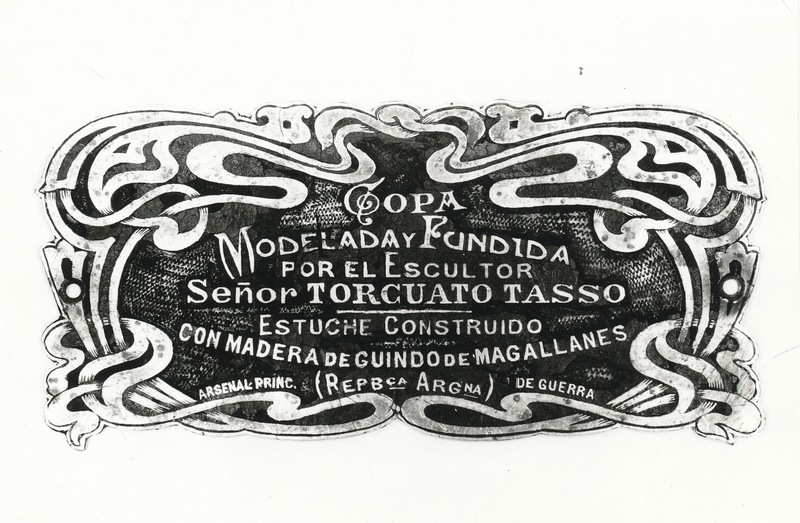 COPA
MODELADA Y FUNDIDA
POR EL ESCULTOR
Señor TORCUATO TASSO
ESTUCHE CONSTRUIDO
CON MADERA DE GUINDO DE MAGALLANES
ARSENAL PRINC. (REPBCA ARGNA) DE GUERRA